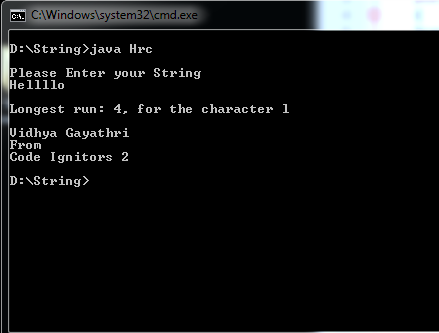 C:\Windows\system32\cmd.exe
D:\String>java Hrc
Please Enter your String
Hellllo
Longest run: 4, for the character l
Vidhya Gayathri
From
Code Ignitors 2
D:\String>